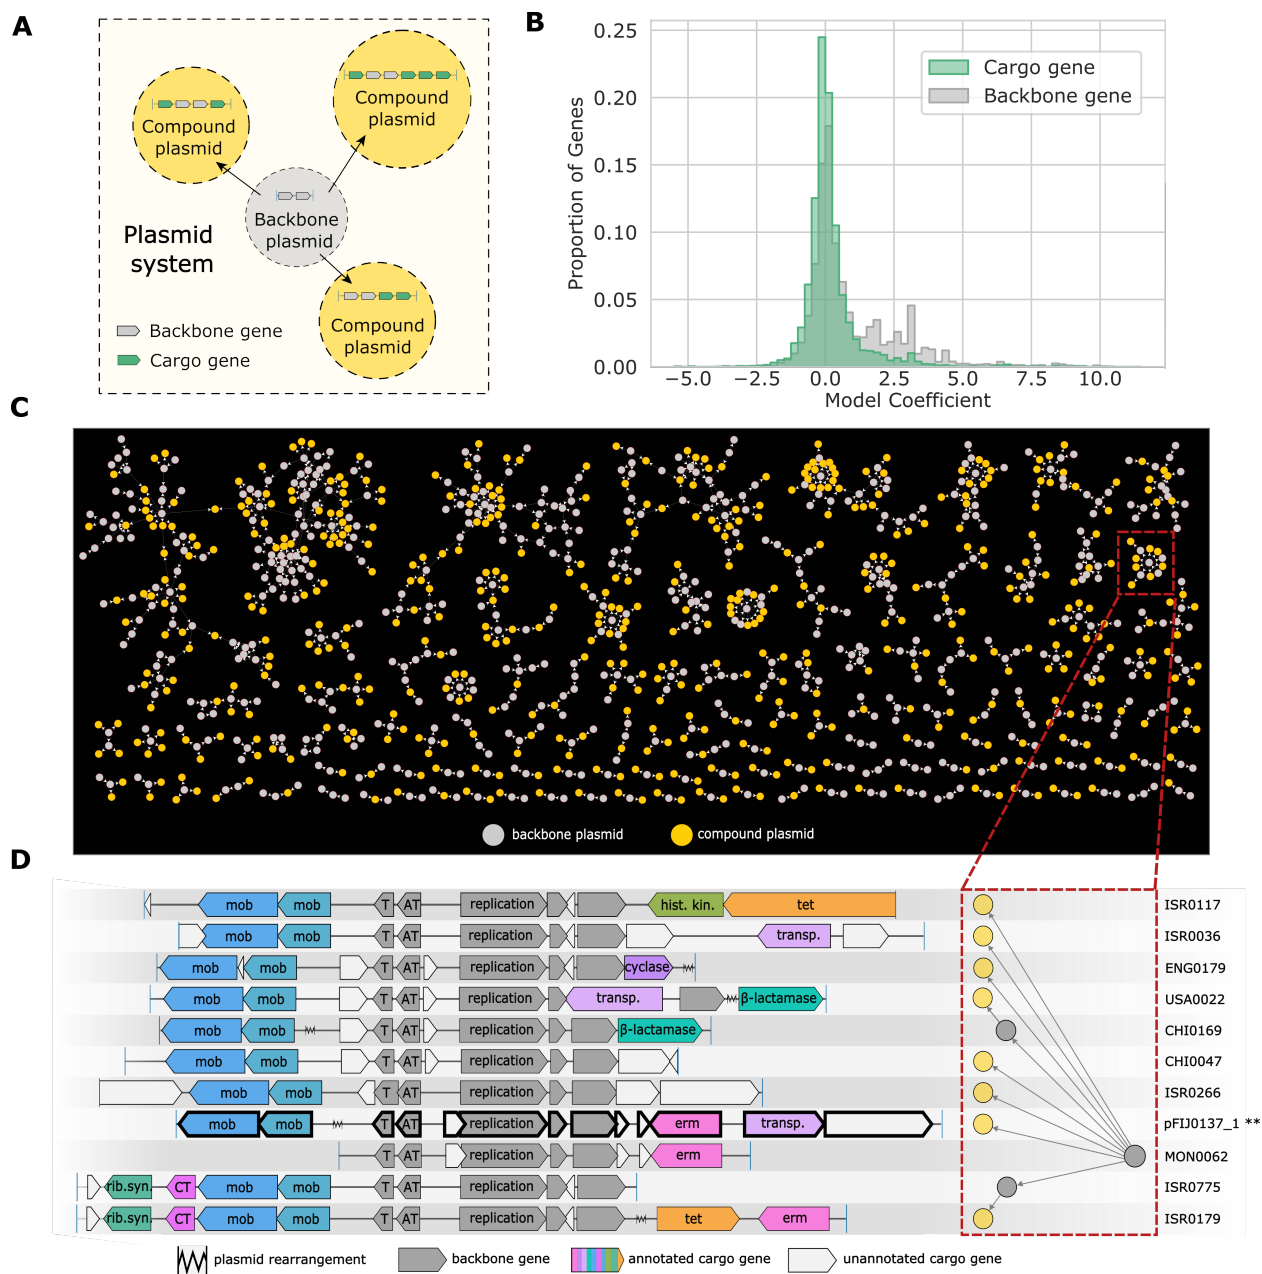 A
Compound
plasmid
Compound
plasmid
Backbone
plasmid
Plasmid
system
Compound
plasmid
Backbone gene
Cargo gene
B
Proportion of Genes
0.25
0.20
0.15
0.10
0.05
0.00
Cargo gene
Backbone gene
−5.0 −2.5 0.0 2.5 5.0 7.5 10.0
Model Coefficient
C
backbone plasmid compound plasmid
D
mob mob T AT replication hist. kin. tet ISR0117
mob mob T AT replication transp. ISR0036
mob mob T AT replication cyclase ENG0179
mob mob T AT replication transp. β-lactamase USA0022
mob mob T AT replication β-lactamase CHI0169
mob mob T AT replication CHI0047
mob mob T AT replication ISR0266
mob mob T AT replication erm transp. pFIJ0137_1 **
T AT replication erm MON0062
rib.syn. CT mob mob T AT replication ISR0775
rib.syn. CT mob mob T AT replication tet erm ISR0179
plasmid rearrangement backbone gene annotated cargo gene unannotated cargo gene